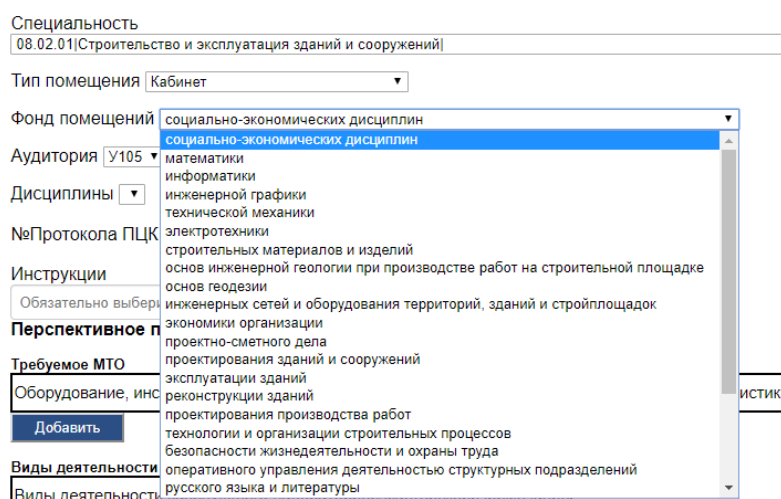 Специальность
08.02.01|Строительство и эксплуатация зданий и сооружений|
Тип помещения Кабинет
Фонд помещений социально-экономических дисциплин
социально-экономических дисциплин
Аудитория У105
математики
информатики
инженерной графики
Дисциплины
технической механики
№Протокола ПЦК
электротехники
строительных материалов и изделий
Инструкции
основ инженерной геологии при производстве работ на строительной площадке
основ геодезии
Обязательно выбери
инженерных сетей и оборудования территорий, зданий и стройплощадок
Перспективное п
экономики организации
проектно-сметного дела
Требуемое МТО
проектирования зданий и сооружений
эксплуатации зданий
Оборудование, инс
реконструкции зданий
истик
проектирования производства работ
Добавить
технологии и организации строительных процессов
безопасности жизнедеятельности и охраны труда
Виды деятельности
оперативного управления деятельностью структурных подразделений
русского языка и литературы
Виды деятельности